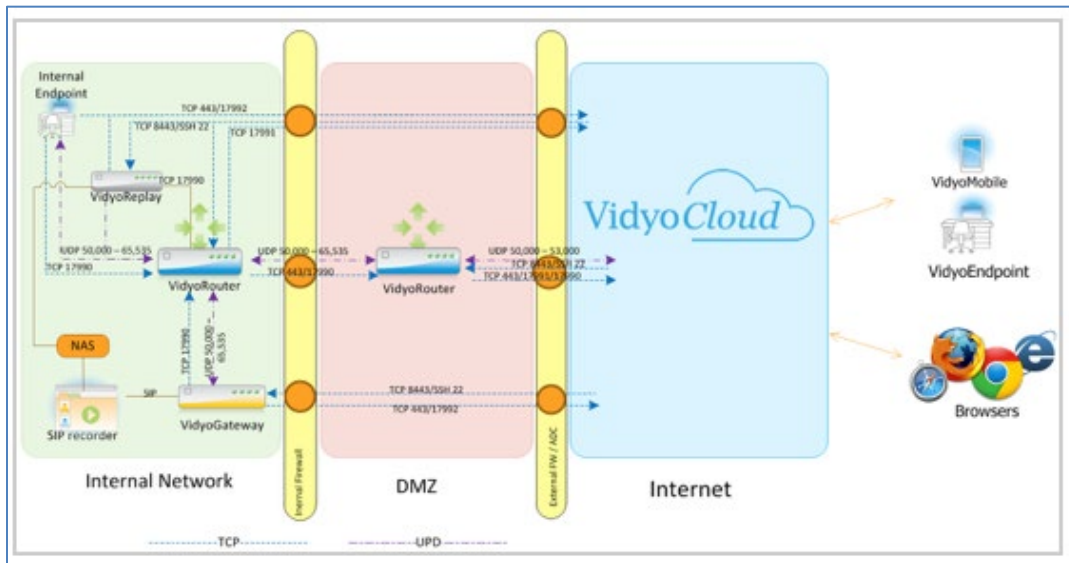 Internal
Endpoint
TCP 443/17992
TCP 8443/SSH 22
TCP 17991
TCP 17990
VidyoReplay
UDP 50,000 – 65,535
TCP 17990
VidyoRouter
UDP 50,000 – 65,535
TCP 443/17990
VidyoRouter
UDP 50,000 – 53,000
TCP 8443/SSH 22
TCP 443/17991/17990
VidyoCloud
VidyoMobile
VidyoEndpoint
Browsers
NAS
TCP 17990
UDP 50,000 –
65,535
SIP
SIP recorder
VidyoGateway
TCP 8443/SSH 22
TCP 443/17992
Internal Network
Inernal Firewall
DMZ
External FW / ADC
Internet
TCP
UPD